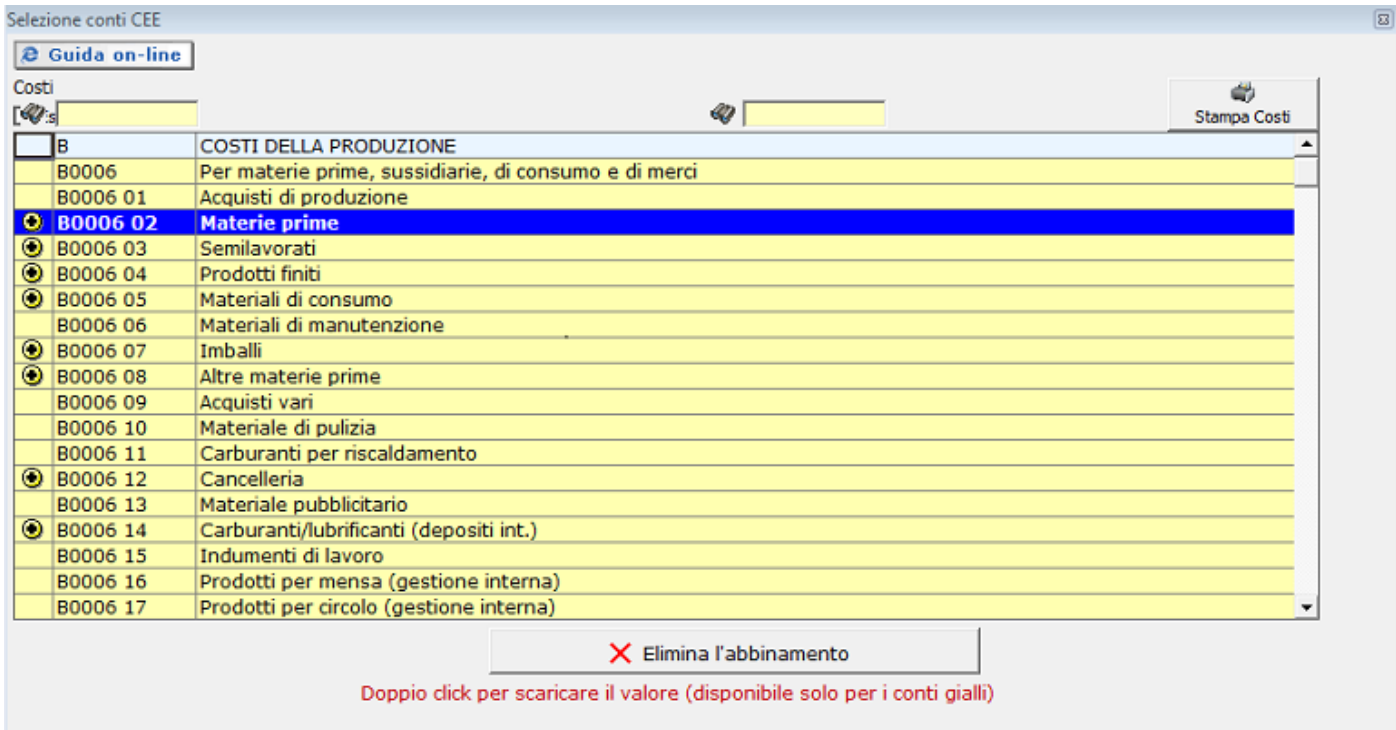 Selezione conti CEE
Guida on-line
Costi
Stampa Costi
B COSTI DELLA PRODUZIONE
B0006 Per materie prime, sussidiarie, di consumo e di merci
B0006 01 Acquisti di produzione
B0006 02 Materie prime
B0006 03 Semilavorati
B0006 04 Prodotti finiti
B0006 05 Materiali di consumo
B0006 06 Materiali di manutenzione
B0006 07 Imballi
B0006 08 Altre materie prime
B0006 09 Acquisti vari
B0006 10 Materiale di pulizia
B0006 11 Carburanti per riscaldamento
B0006 12 Cancelleria
B0006 13 Materiale pubblicitario
B0006 14 Carburanti/lubrificanti (depositi int.)
B0006 15 Indumenti di lavoro
B0006 16 Prodotti per mensa (gestione interna)
B0006 17 Prodotti per circolo (gestione interna)
Elimina l'abbinamento
Doppio click per scaricare il valore (disponibile solo per i conti gialli)